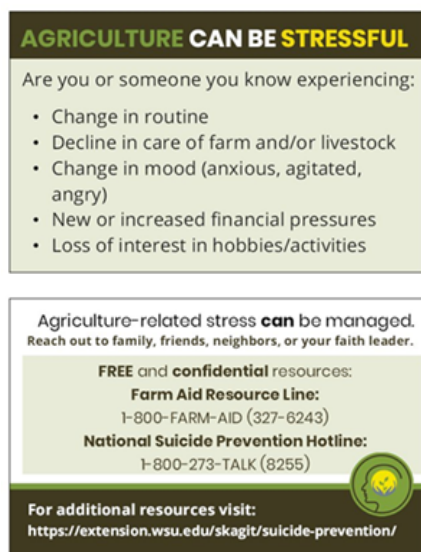 AGRICULTURE CAN BE STRESSFUL
Are you or someone you know experiencing:
• Change in routine
• Decline in care of farm and/or livestock
• Change in mood (anxious, agitated,
angry)
• New or increased financial pressures
• Loss of interest in hobbies/activities
Agriculture-related stress can be managed.
Reach out to family, friends, neighbors, or your faith leader.
FREE and confidential resources:
Farm Aid Resource Line:
1-800-FARM-AID (327-6243)
National Suicide Prevention Hotline:
1-800-273-TALK (8255)
For additional resources visit:
https://extension.wsu.edu/skagit/suicide-prevention/